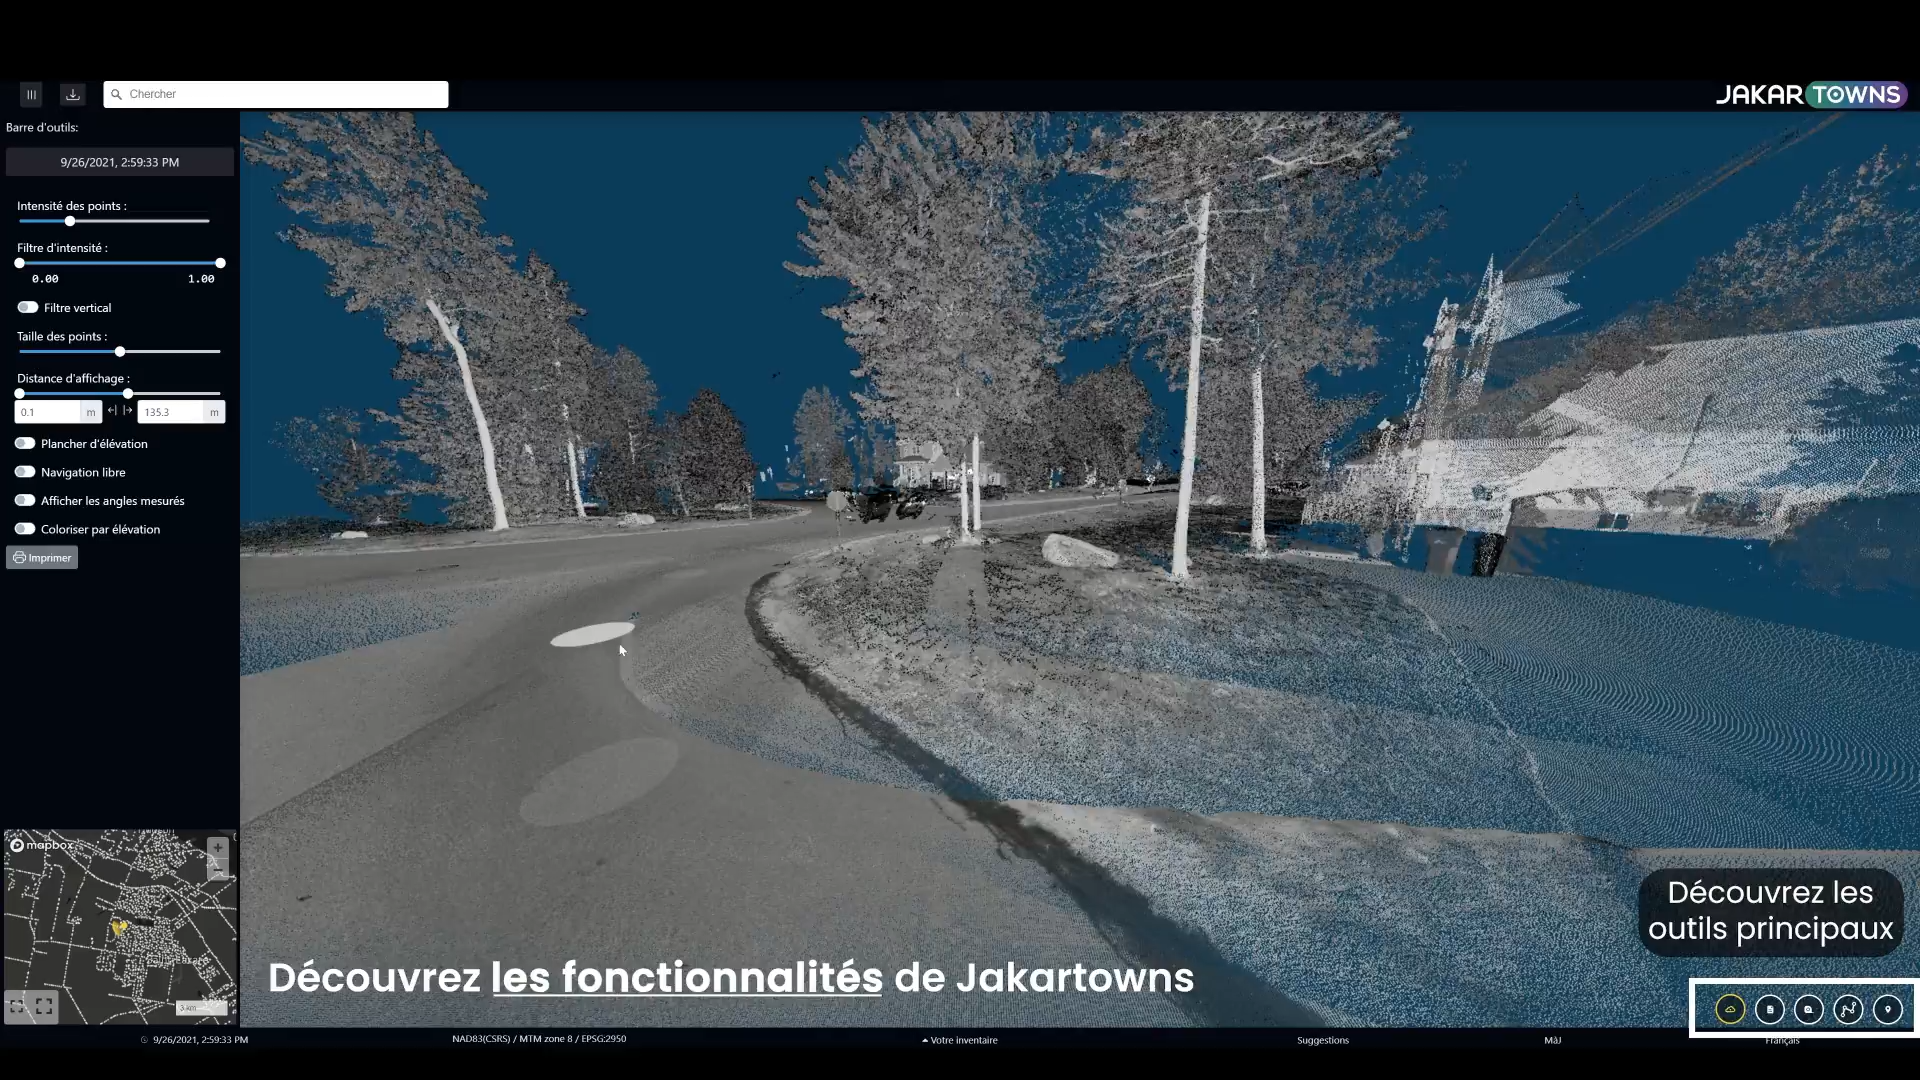 Chercher
JAKARTOWNS
Barre d'outils:
9/26/2021, 2:59:33 PM
Intensité des points :
Filtre d'intensité :
0.00 1.00
Filtre vertical
Taille des points :
Distance d'affichage :
0.1 m 135.3 m
Plancher d'élévation
Navigation libre
Afficher les angles mesurés
Coloriser par élévation
Imprimer
mapbox
Découvrez les
outils principaux
Découvrez les fonctionnalités de Jakartowns
9/26/2021, 2:59:33 PM
NAD83(CSRS) / MTM zone 8 / EPSG:2950
Votre inventaire
Suggestions
MàJ
Français